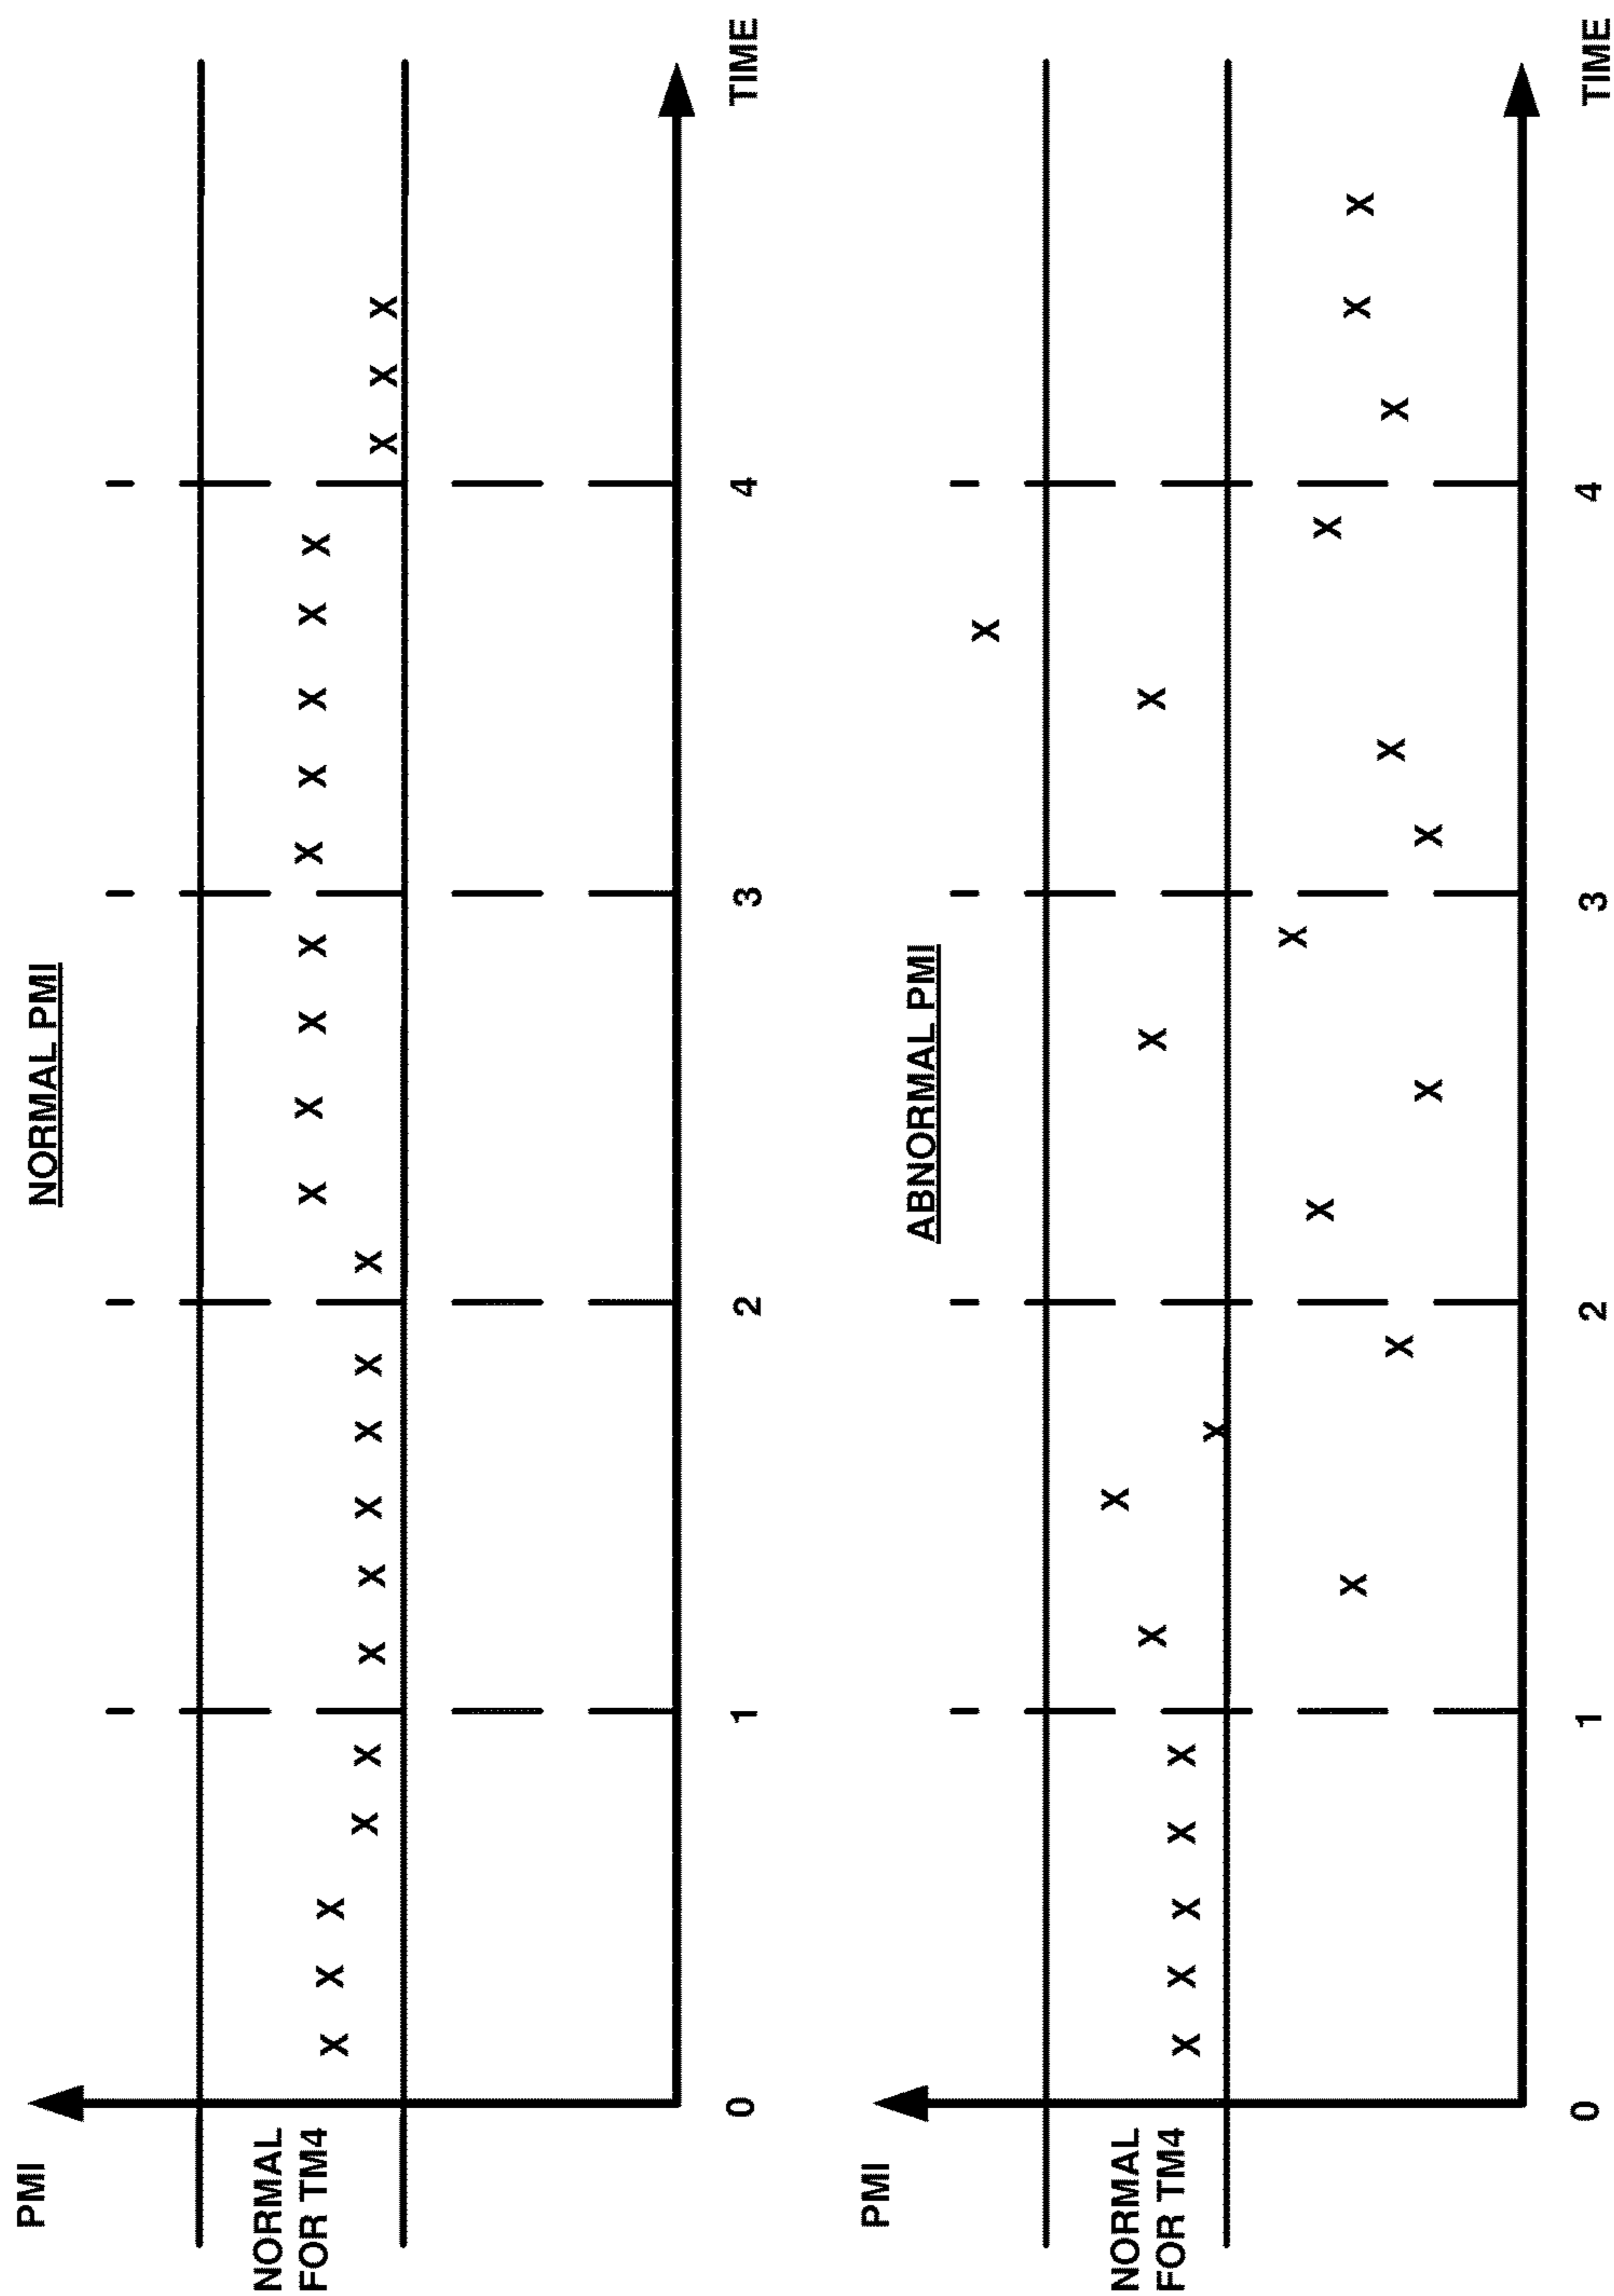 NORMAL PMI
PMI
NORMAL
FOR TM4
X X X X X X X X X X X X X X X X X X X X X X X
0 1 2 3 4
TIME
ABNORMAL PMI
PMI
NORMAL
FOR TM4
X X X X X X X X X X X X X X X X X X X X X X
0 1 2 3 4
TIME